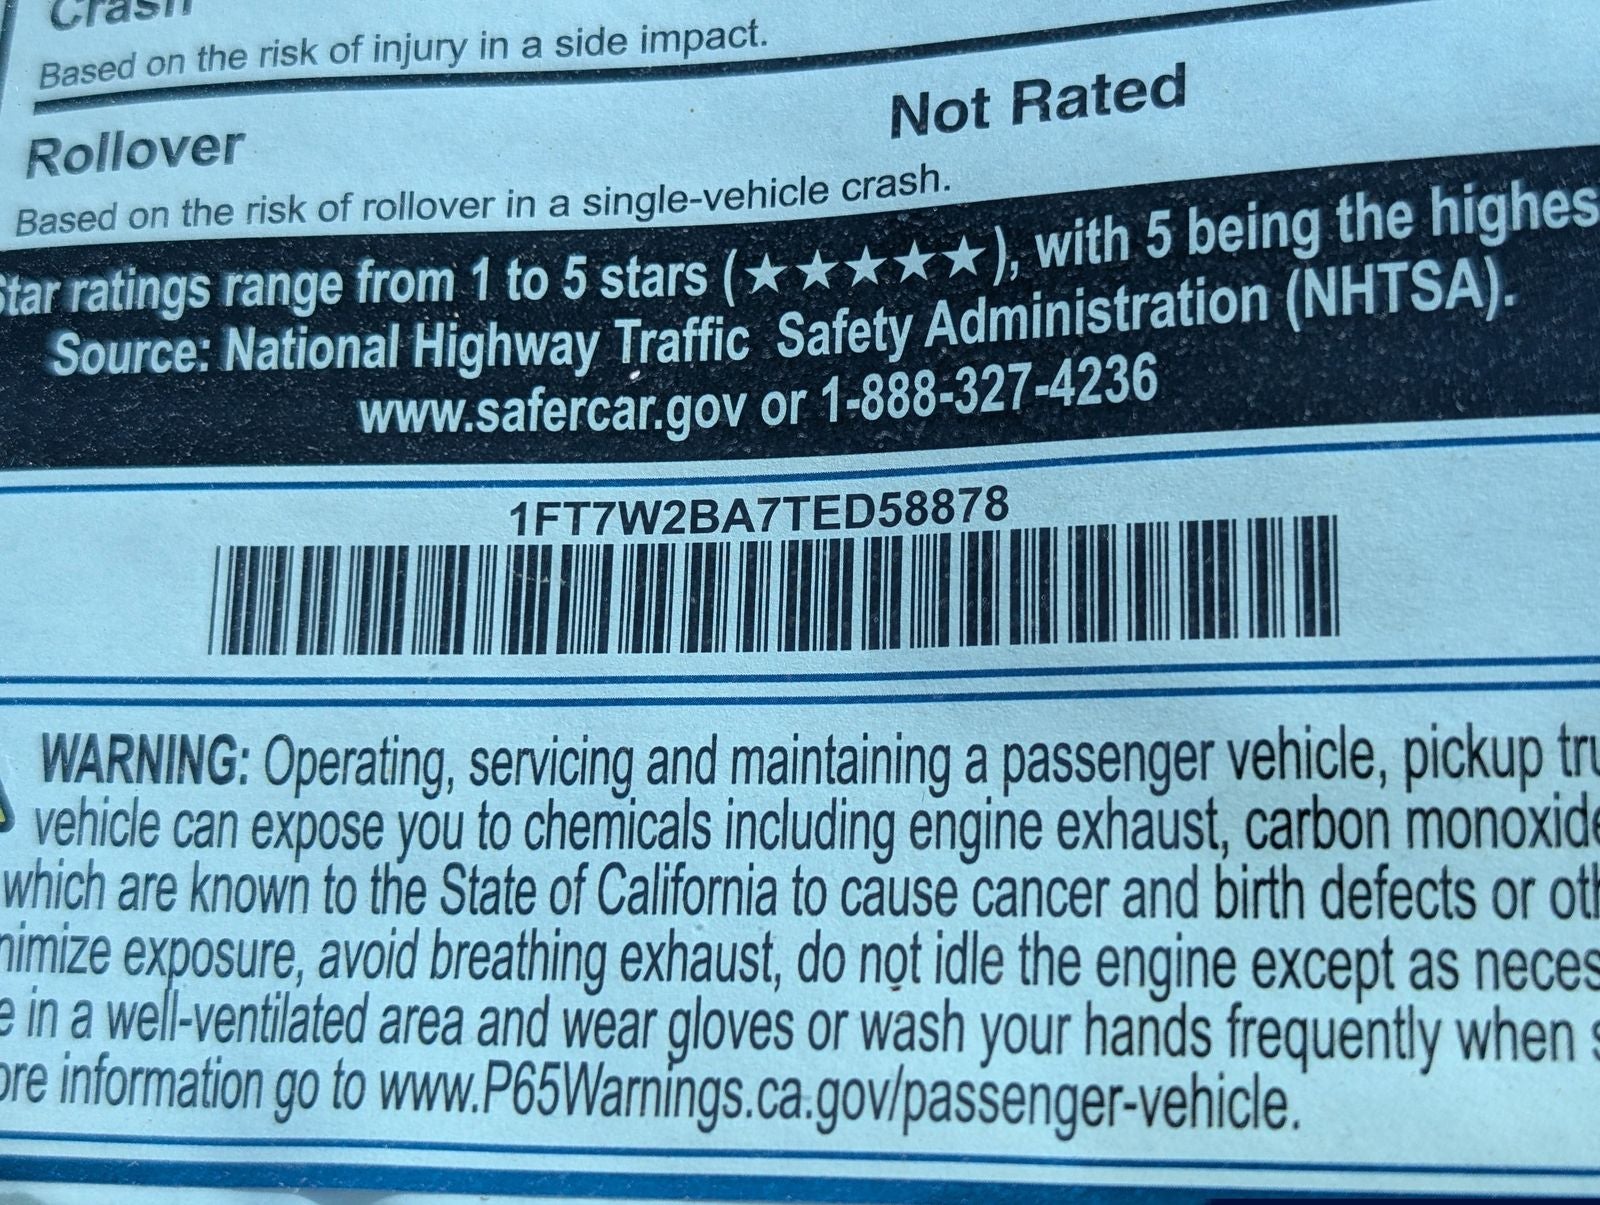 Crash
Based on the risk of injury in a side impact.
Rollover Not Rated
Based on the risk of rollover in a single-vehicle crash.
Star ratings range from 1 to 5 stars (★★★★★), with 5 being the highes
Source: National Highway Traffic Safety Administration (NHTSA).
www.safercar.gov or 1-888-327-4236
1FT7W2BA7TED58878
WARNING: Operating, servicing and maintaining a passenger vehicle, pickup tru
vehicle can expose you to chemicals including engine exhaust, carbon monoxide
which are known to the State of California to cause cancer and birth defects or oth
nimize exposure, avoid breathing exhaust, do not idle the engine except as neces
e in a well-ventilated area and wear gloves or wash your hands frequently when s
ore information go to www.P65Warnings.ca.gov/passenger-vehicle.